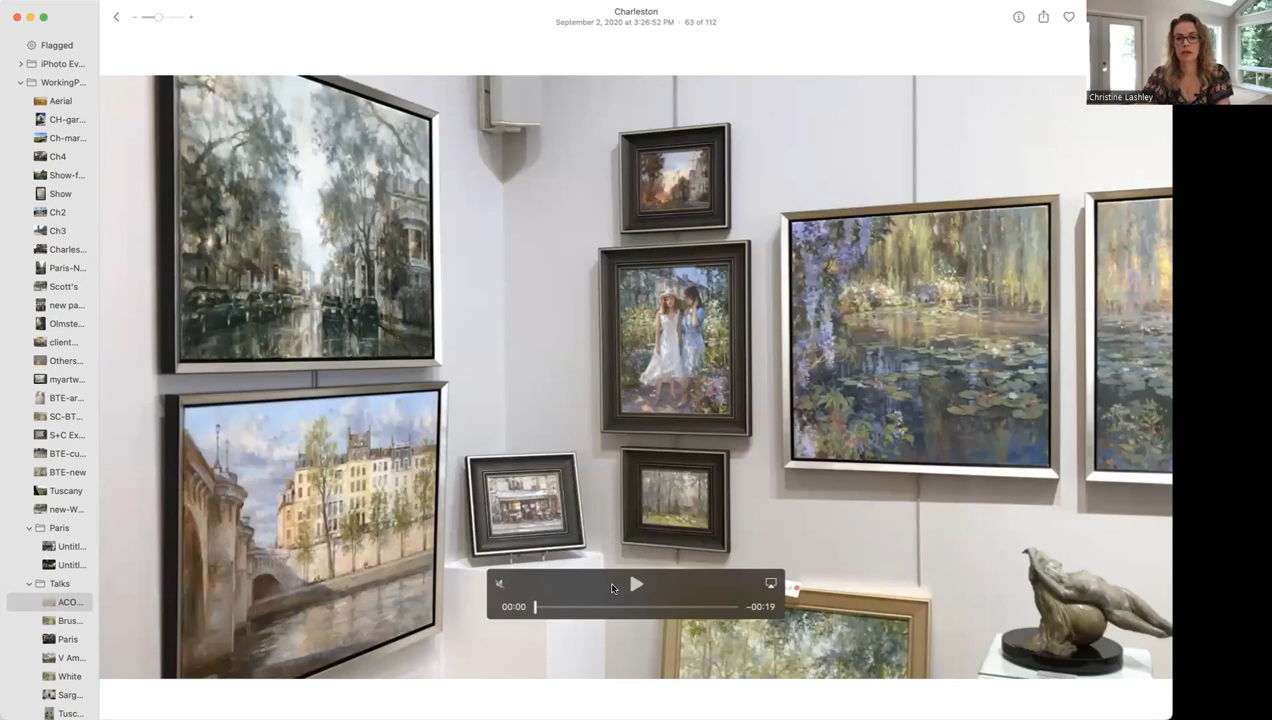 Charleston
September 2, 2020 at 3:26:52 PM · 63 of 112
Christine Lashley
Flagged
iPhoto Ev...
WorkingP...
Aerial
CH-gar...
Ch-mar...
Ch4
Show-f...
Show
Ch2
Ch3
Charles...
Paris-N...
Scott's
new pa...
Olmste...
client...
Others...
myartw...
BTE-ar...
SC-BT...
S+C Ex...
BTE-cu...
BTE-new
Tuscany
new-W...
Paris
Untitl...
Untitl...
Talks
ACO...
Brus...
Paris
V Am...
White
Sarg...
Tusc...
00:00
−00:19